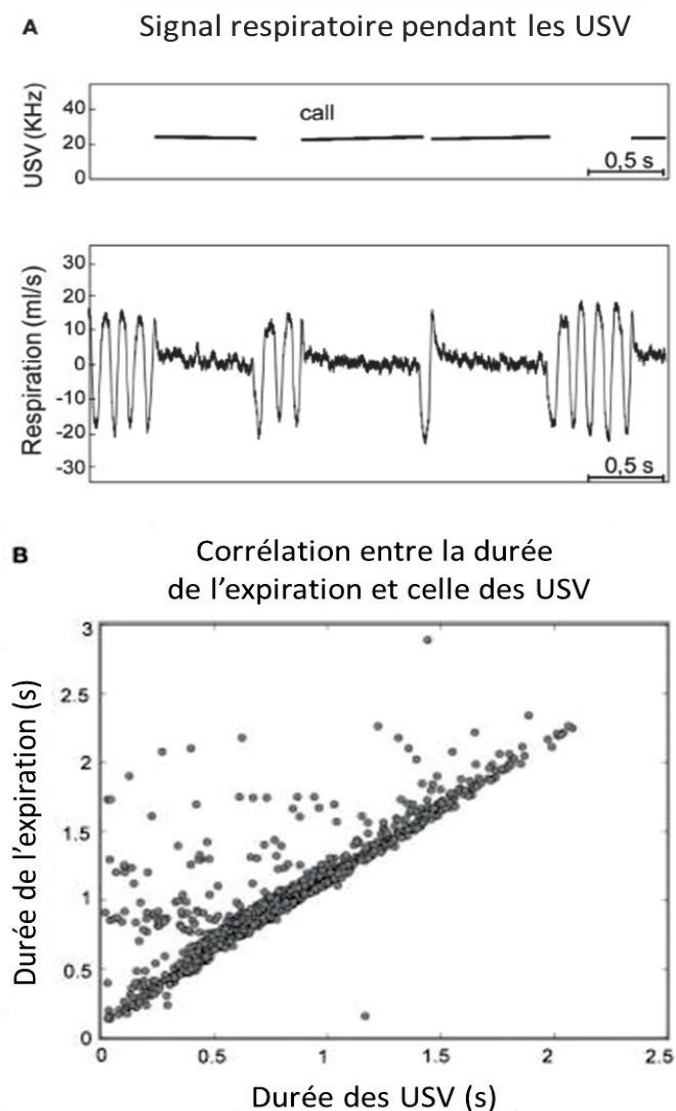 A
Signal respiratoire pendant les USV
USV (KHz)
40
20
0
call
0,5 s
Respiration (ml/s)
30
20
10
0
-10
-20
-30
0,5 s
B
Corrélation entre la durée
de l'expiration et celle des USV
Durée de l'expiration (s)
3
2.5
2
1.5
1
0.5
0
0
0.5
1
1.5
2
2.5
Durée des USV (s)